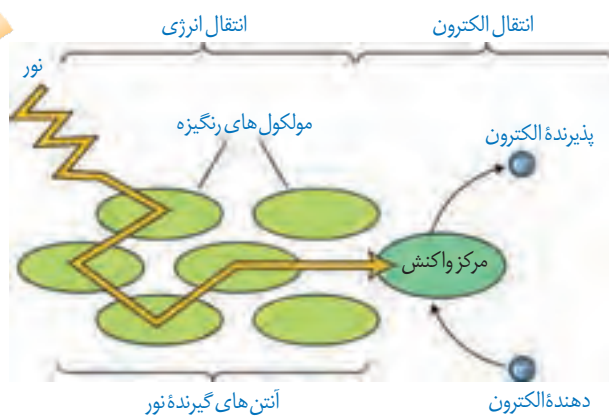 انتقال الکترون
انتقال انرژی
نور
مولکول‌های رنگیزه
پذیرندهٔ الکترون
مرکز واکنش
دهندهٔ الکترون
آنتن‌های گیرندهٔ نور